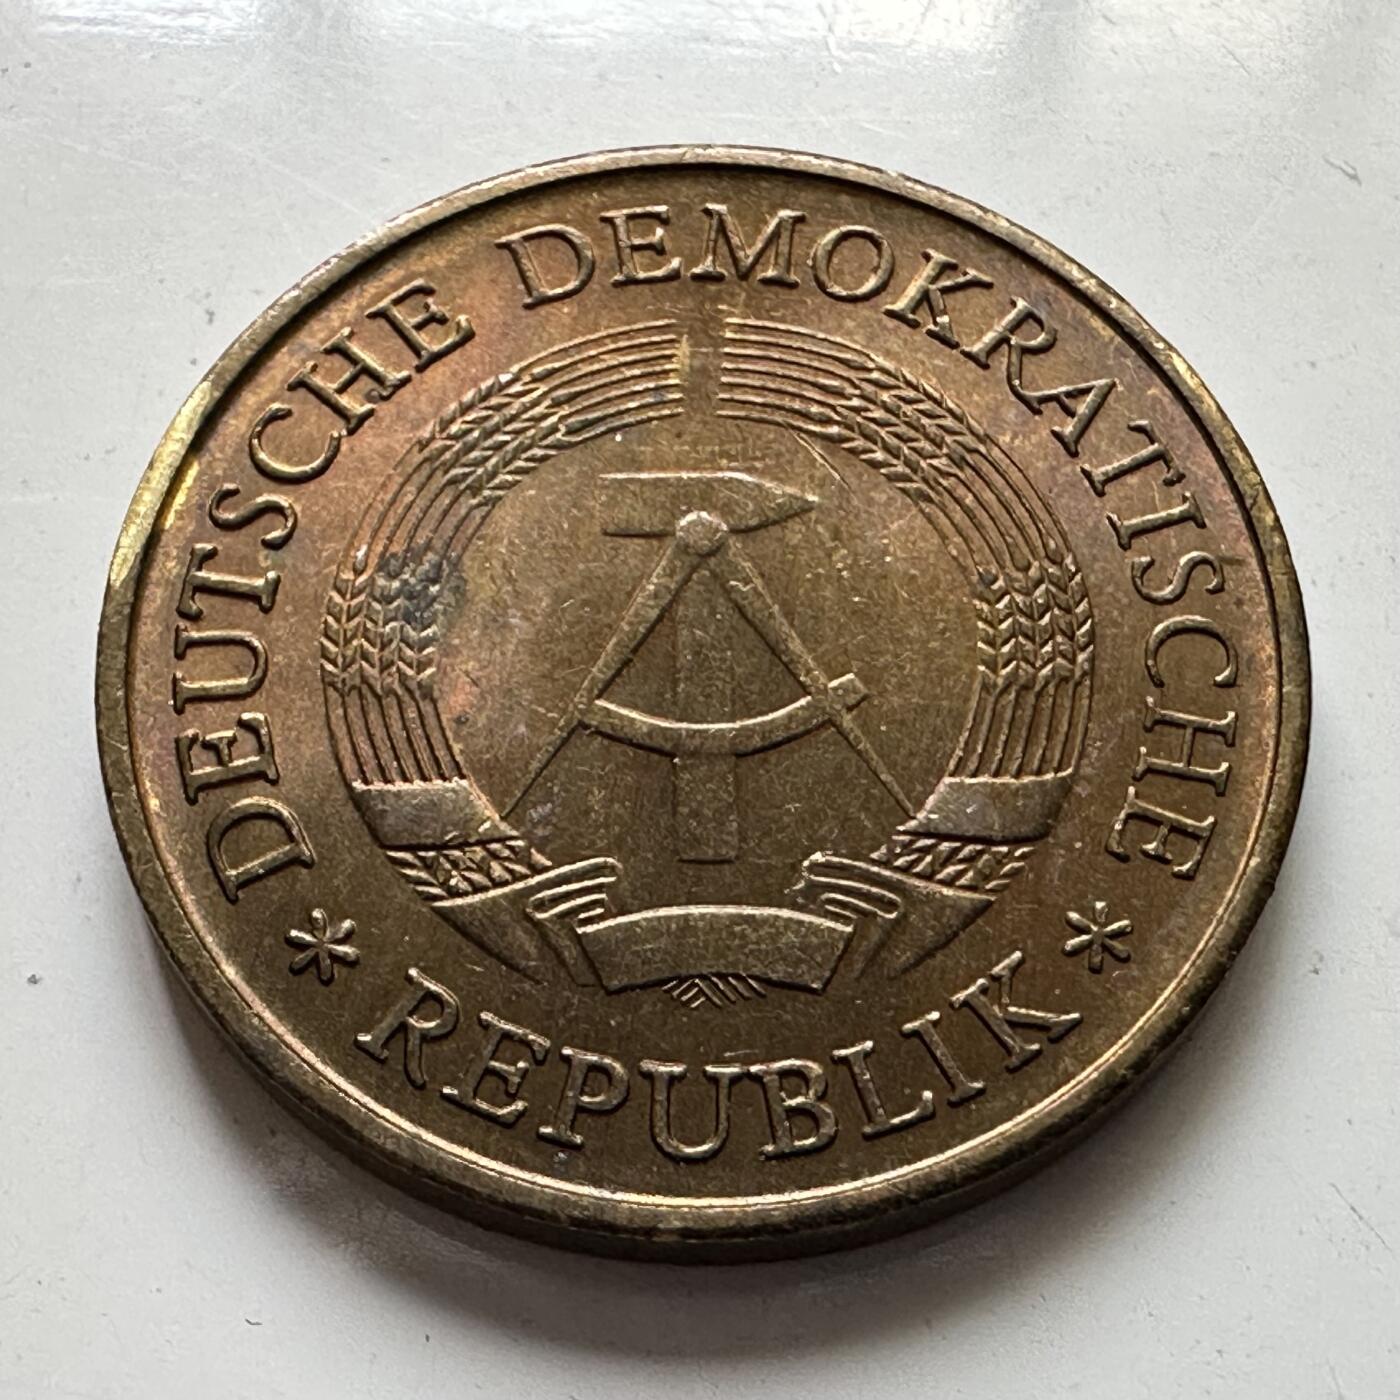 DEUTSCHE DEMOKRATISCHE
* REPUBLIK *